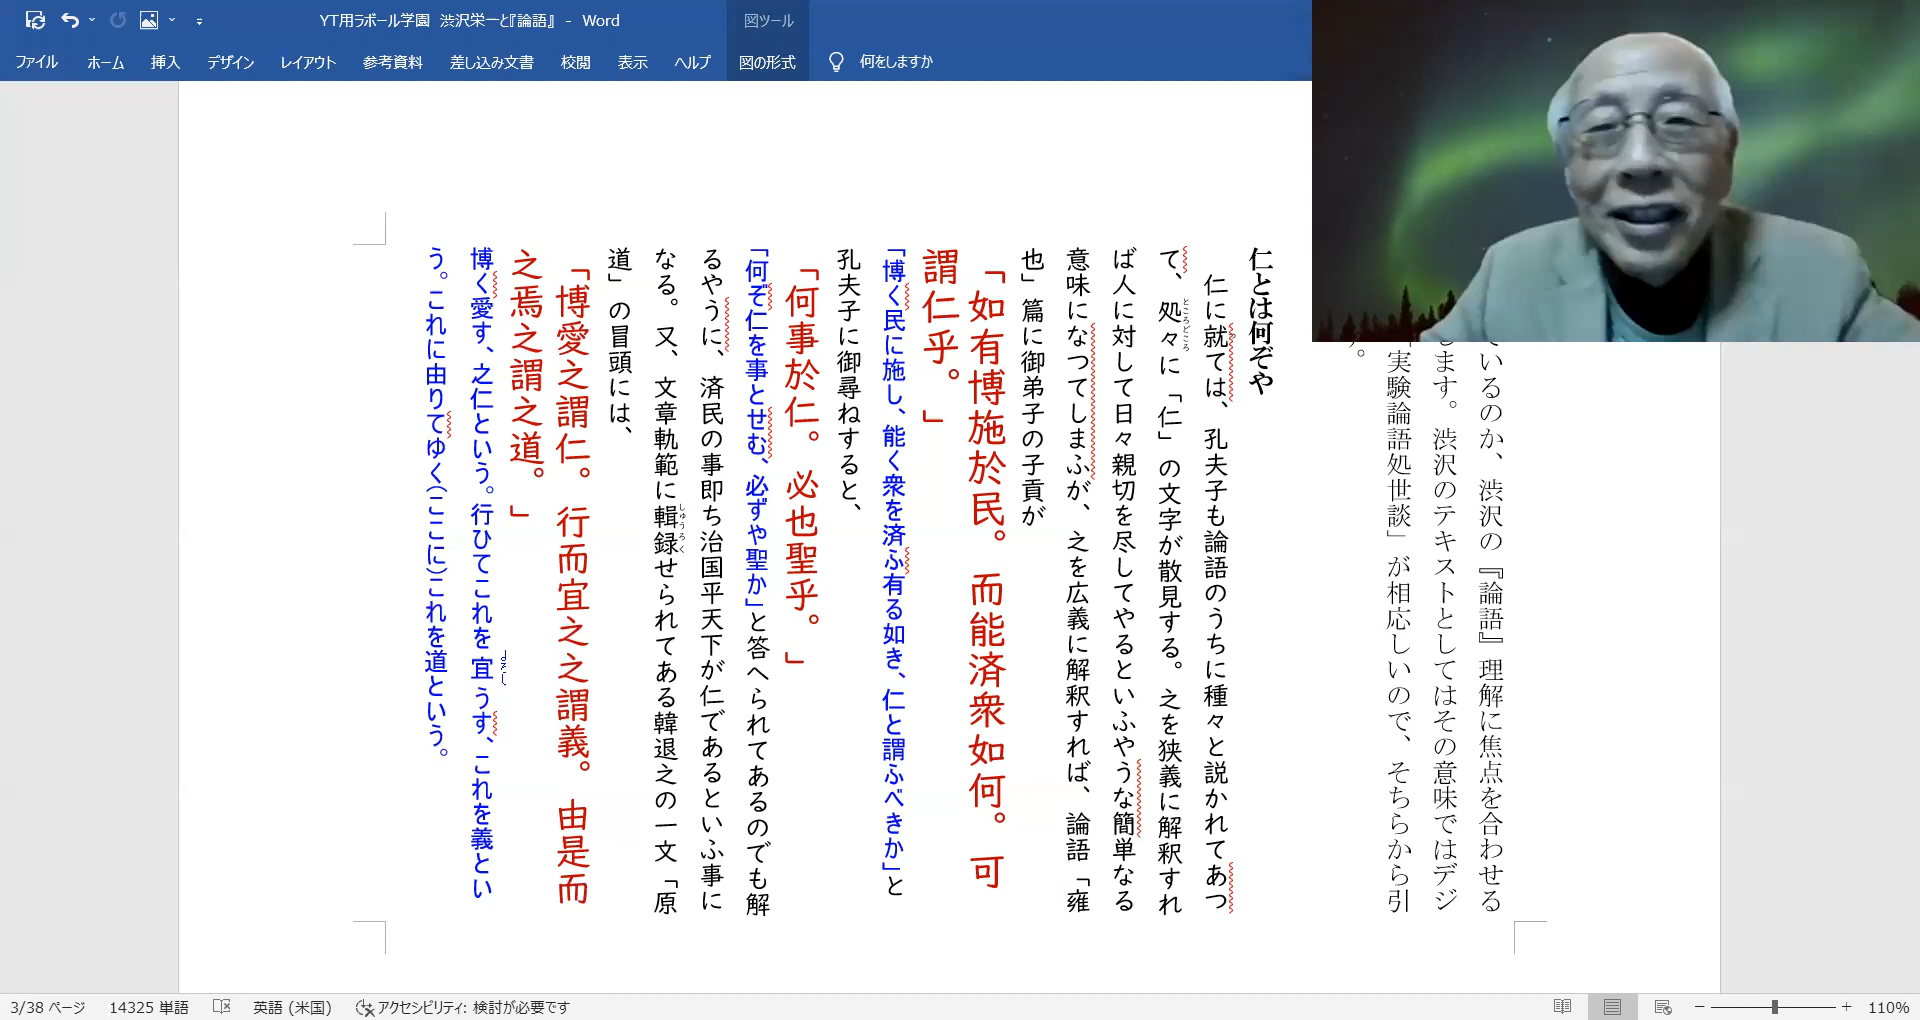 YT用ラボール学園 渋沢栄一と『論語』 - Word
図ツール
ファイル ホーム 挿入 デザイン レイアウト 参考資料 差し込み文書 校閲 表示 ヘルプ 図の形式 何をしますか
ているのか、渋沢の『論語』理解に焦点を合わせる
します。渋沢のテキストとしてはその意味ではデジ
「実験論語処世談」が相応しいので、そちらから引
。
仁とは何ぞや
仁に就ては、孔夫子も論語のうちに種々と説かれてあつ
て、処々に「仁」の文字が散見する。之を狭義に解釈すれ
ところどころ
ば人に対して日々親切を尽してやるといふやうな簡単なる
意味になつてしまふが、之を広義に解釈すれば、論語「雍
也」篇に御弟子の子貢が
「如有博施於民。而能済衆如何。可
謂仁乎。」
「博く民に施し、能く衆を済ふ有る如き、仁と謂ふべきか」と
孔夫子に御尋ねすると、
「何事於仁。必也聖乎。」
「何ぞ仁を事とせむ、必ずや聖か」と答へられてあるのでも解
るやうに、済民の事即ち治国平天下が仁であるといふ事に
なる。又、文章軌範に輯録せられてある韓退之の一文「原
しゅうろく
道」の冒頭には、
「博愛之謂仁。行而宜之之謂義。由是而
之焉之謂之道。」
博く愛す、之仁という。行ひてこれを宜うす、これを義とい
よろし
う。これに由りてゆく(ここに)これを道という。
3/38 ページ 14325 単語 英語 (米国) アクセシビリティ: 検討が必要です 110%